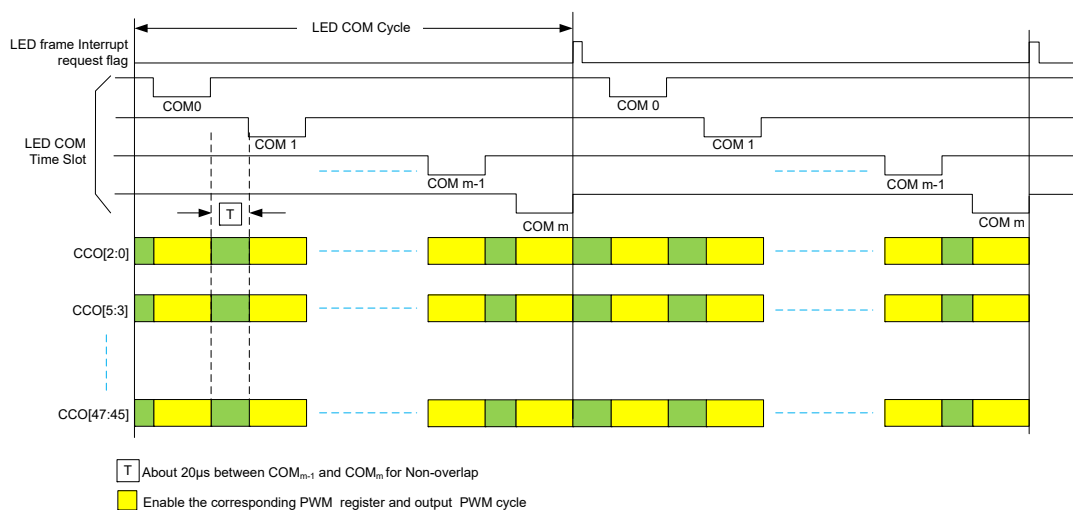 LED COM Cycle
LED frame Interrupt
request flag
COM0
COM 0
LED COM
Time Slot
COM 1
COM 1
COM m-1
COM m-1
T
COM m
COM m
CCO[2:0]
CCO[5:3]
CCO[47:45]
T About 20µs between COMm-1 and COMm for Non-overlap
Enable the corresponding PWM register and output PWM cycle